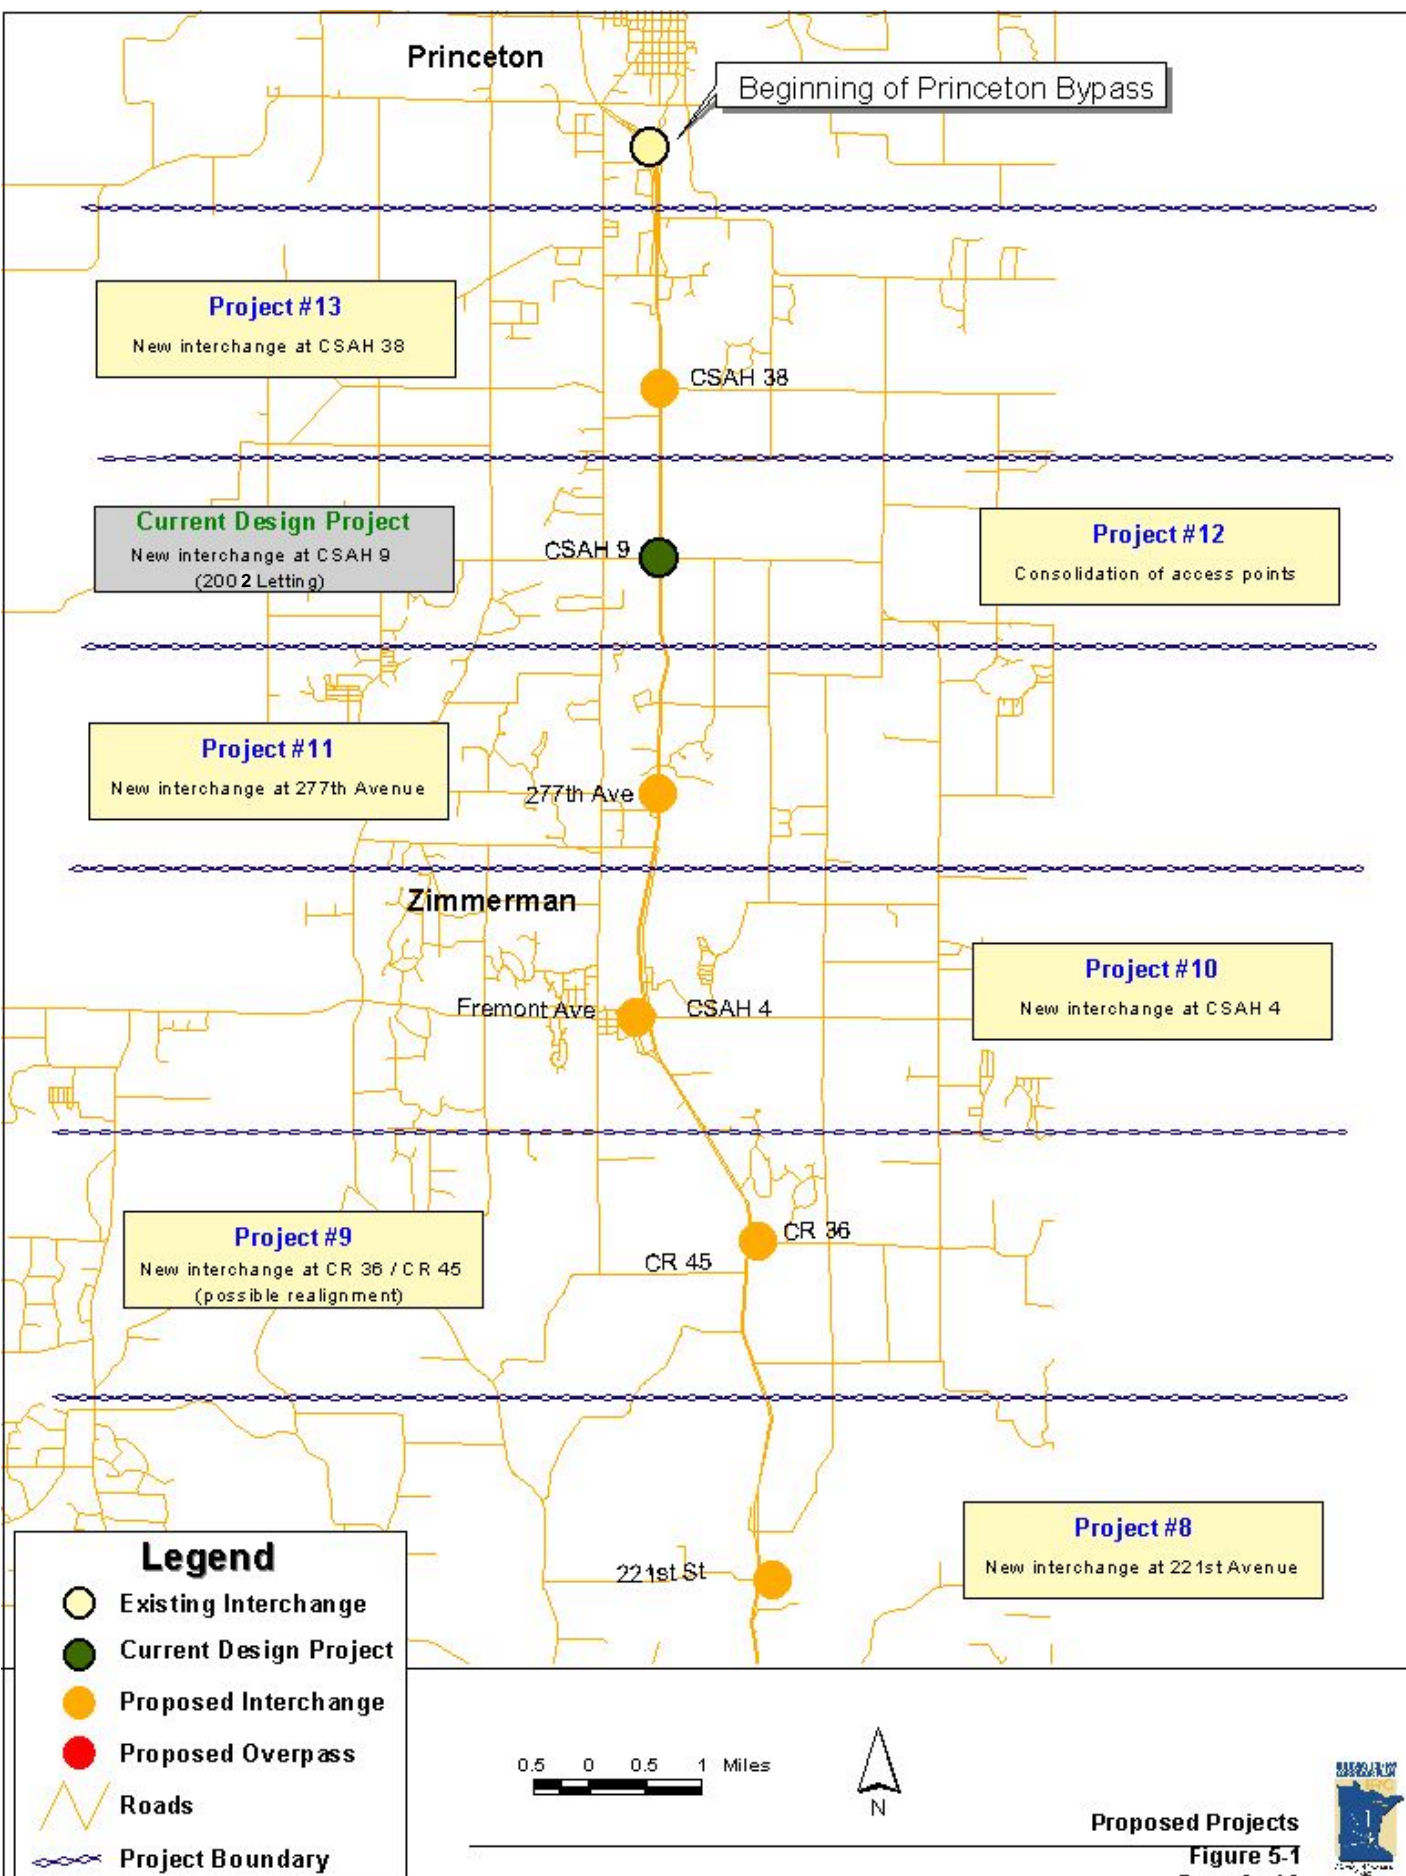 Princeton
Beginning of Princeton Bypass
Project #13
New interchange at CSAH 38
CSAH 38
Current Design Project
New interchange at CSAH 9
(2002 Letting)
CSAH 9
Project #12
Consolidation of access points
Project #11
New interchange at 277th Avenue
277th Ave
Zimmerman
Project #10
New interchange at CSAH 4
Fremont Ave
CSAH 4
Project #9
New interchange at CR 36 / CR 45
(possible realignment)
CR 36
CR 45
Project #8
New interchange at 221st Avenue
221st St
Legend
Existing Interchange
Current Design Project
Proposed Interchange
Proposed Overpass
Roads
Project Boundary
0.5 0 0.5 1 Miles
N
Proposed Projects
Figure 5-1